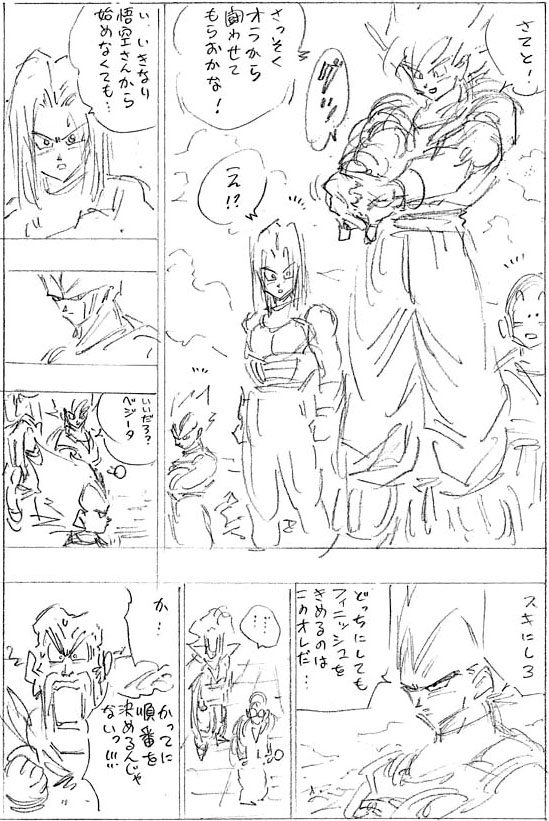 さてと!
さっそく
オラから
闘わせて
もらおかな!
え!?
い、いきなり
悟空さんから
始めなくても…
いいだろ?
ベジータ
スキにしろ
どっちにしても
フィニッシュを
きめるのは
このオレだ…
……
か…
かってに
順番を
決めるんじゃ
ないっ!!!